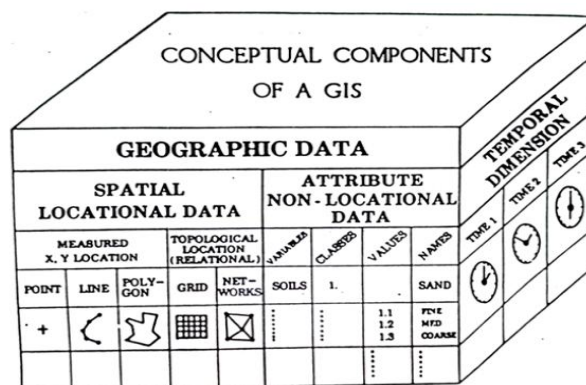 CONCEPTUAL COMPONENTS
OF A GIS
GEOGRAPHIC DATA
TEMPORAL
DIMENSION
SPATIAL
LOCATIONAL DATA
ATTRIBUTE
NON-LOCATIONAL
DATA
TIME 1
TIME 2
TIME 3
MEASURED
X, Y LOCATION
TOPOLOGICAL
LOCATION
(RELATIONAL)
VARIABLES
CLASSES
VALUES
NAMES
POINT
LINE
POLY-
GON
GRID
NET-
WORKS
SOILS
1.
SAND
1.1 FINE
1.2 MED
1.3 COARSE